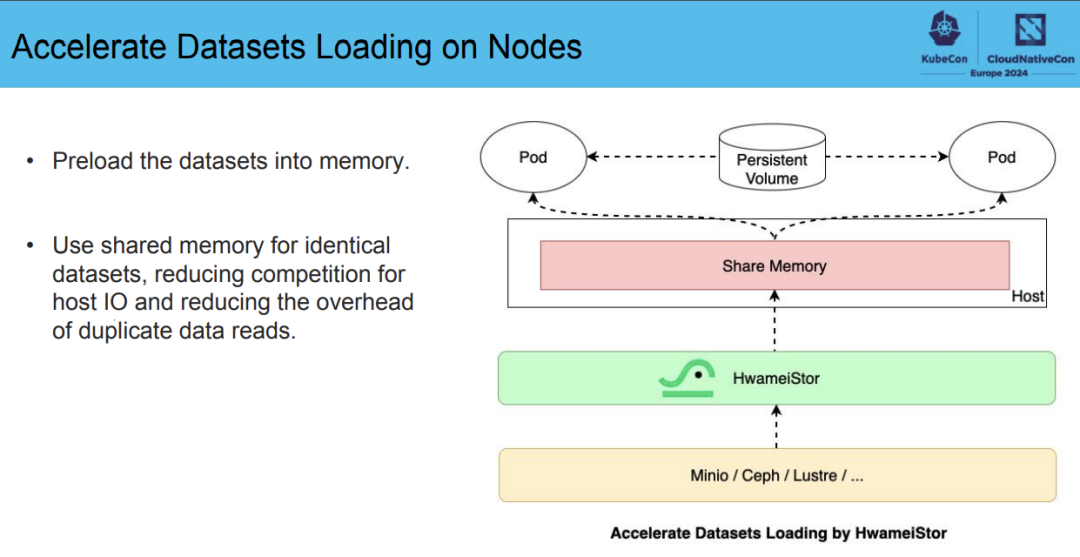 Accelerate Datasets Loading on Nodes
KubeCon
CloudNativeCon
Europe 2024
• Preload the datasets into memory.
• Use shared memory for identical
datasets, reducing competition for
host IO and reducing the overhead
of duplicate data reads.
Pod
Persistent
Volume
Pod
Share Memory
Host
HwameiStor
Minio / Ceph / Lustre / ...
Accelerate Datasets Loading by HwameiStor